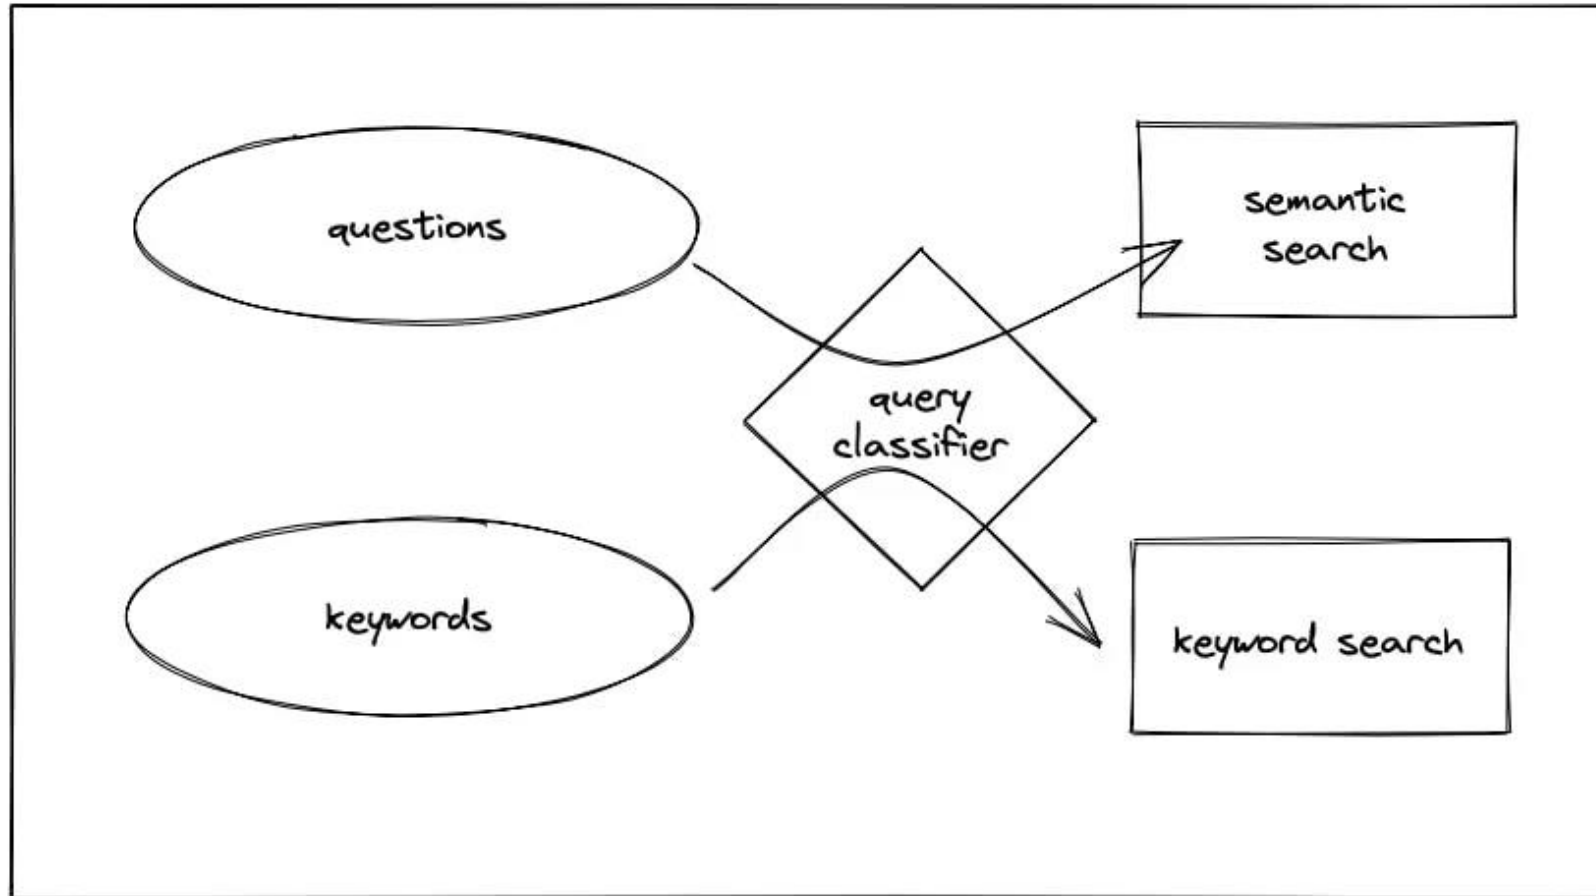 questions
semantic
search
query
classifier
keywords
keyword search